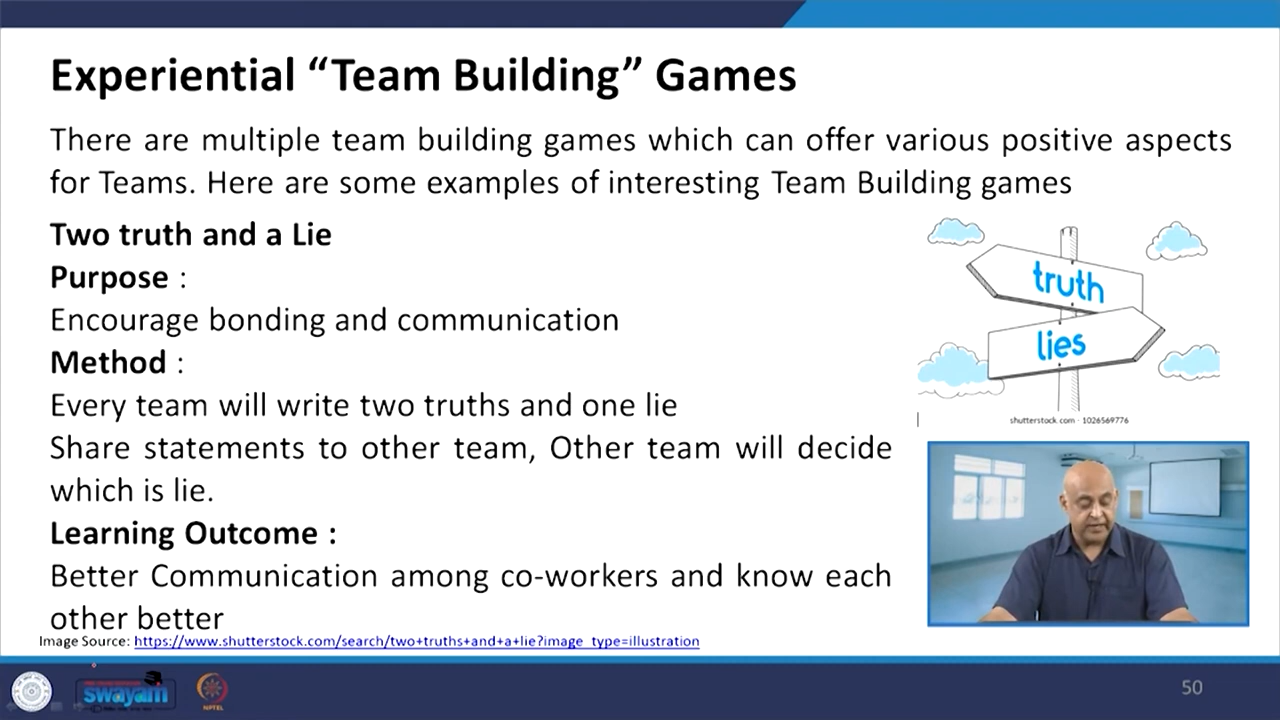 Experiential “Team Building” Games
There are multiple team building games which can offer various positive aspects
for Teams. Here are some examples of interesting Team Building games
Two truth and a Lie
Purpose :
Encourage bonding and communication
Method :
Every team will write two truths and one lie
Share statements to other team, Other team will decide
which is lie.
Learning Outcome :
Better Communication among co-workers and know each
other better
truth
lies
shutterstock.com · 1026569776
Image Source: https://www.shutterstock.com/search/two+truths+and+a+lie?image_type=illustration
swayam
NPTEL
50